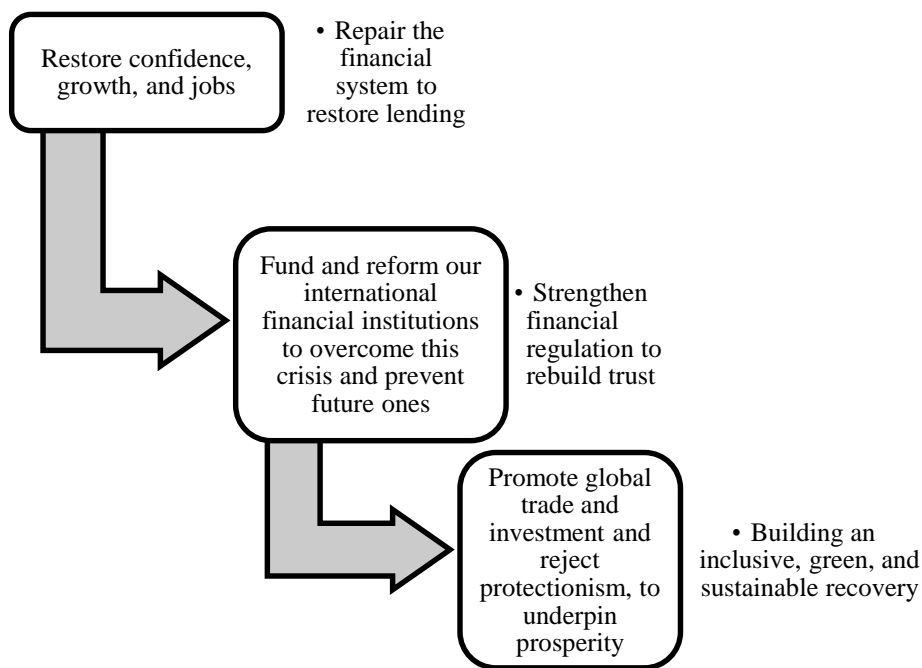 Restore confidence,
growth, and jobs
• Repair the
financial
system to
restore lending
Fund and reform our
international
financial institutions
to overcome this
crisis and prevent
future ones
• Strengthen
financial
regulation to
rebuild trust
Promote global
trade and
investment and
reject
protectionism, to
underpin
prosperity
• Building an
inclusive, green, and
sustainable recovery